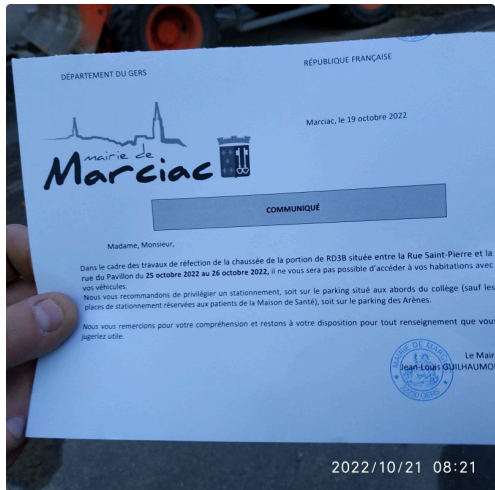 DÉPARTEMENT DU GERS
RÉPUBLIQUE FRANÇAISE
Marciac, le 19 octobre 2022
mairie de
Marciac
COMMUNIQUÉ
Madame, Monsieur,
Dans le cadre des travaux de réfection de la chaussée de la portion de RD3B située entre la Rue Saint-Pierre et la
rue du Pavillon du 25 octobre 2022 au 26 octobre 2022, il ne vous sera pas possible d'accéder à vos habitations avec
vos véhicules.
Nous vous recommandons de privilégier un stationnement, soit sur le parking situé aux abords du collège (sauf les
places de stationnement réservées aux patients de la Maison de Santé), soit sur le parking des Arènes.
Nous vous remercions pour votre compréhension et restons à votre disposition pour tout renseignement que vous
jugeriez utile.
Le Mair
Jean-Louis GUILHAUMO
MAIRIE DE MARC
GERS
2022/10/21 08:21